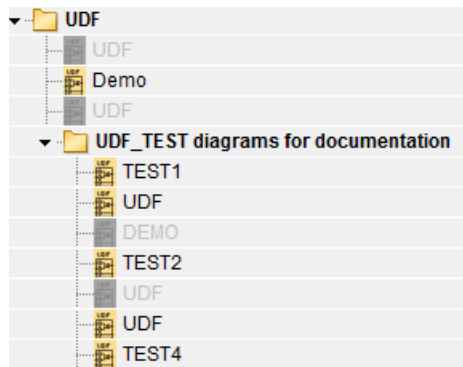 UDF
UDF
Demo
UDF
UDF_TEST diagrams for documentation
TEST1
UDF
DEMO
TEST2
UDF
UDF
TEST4